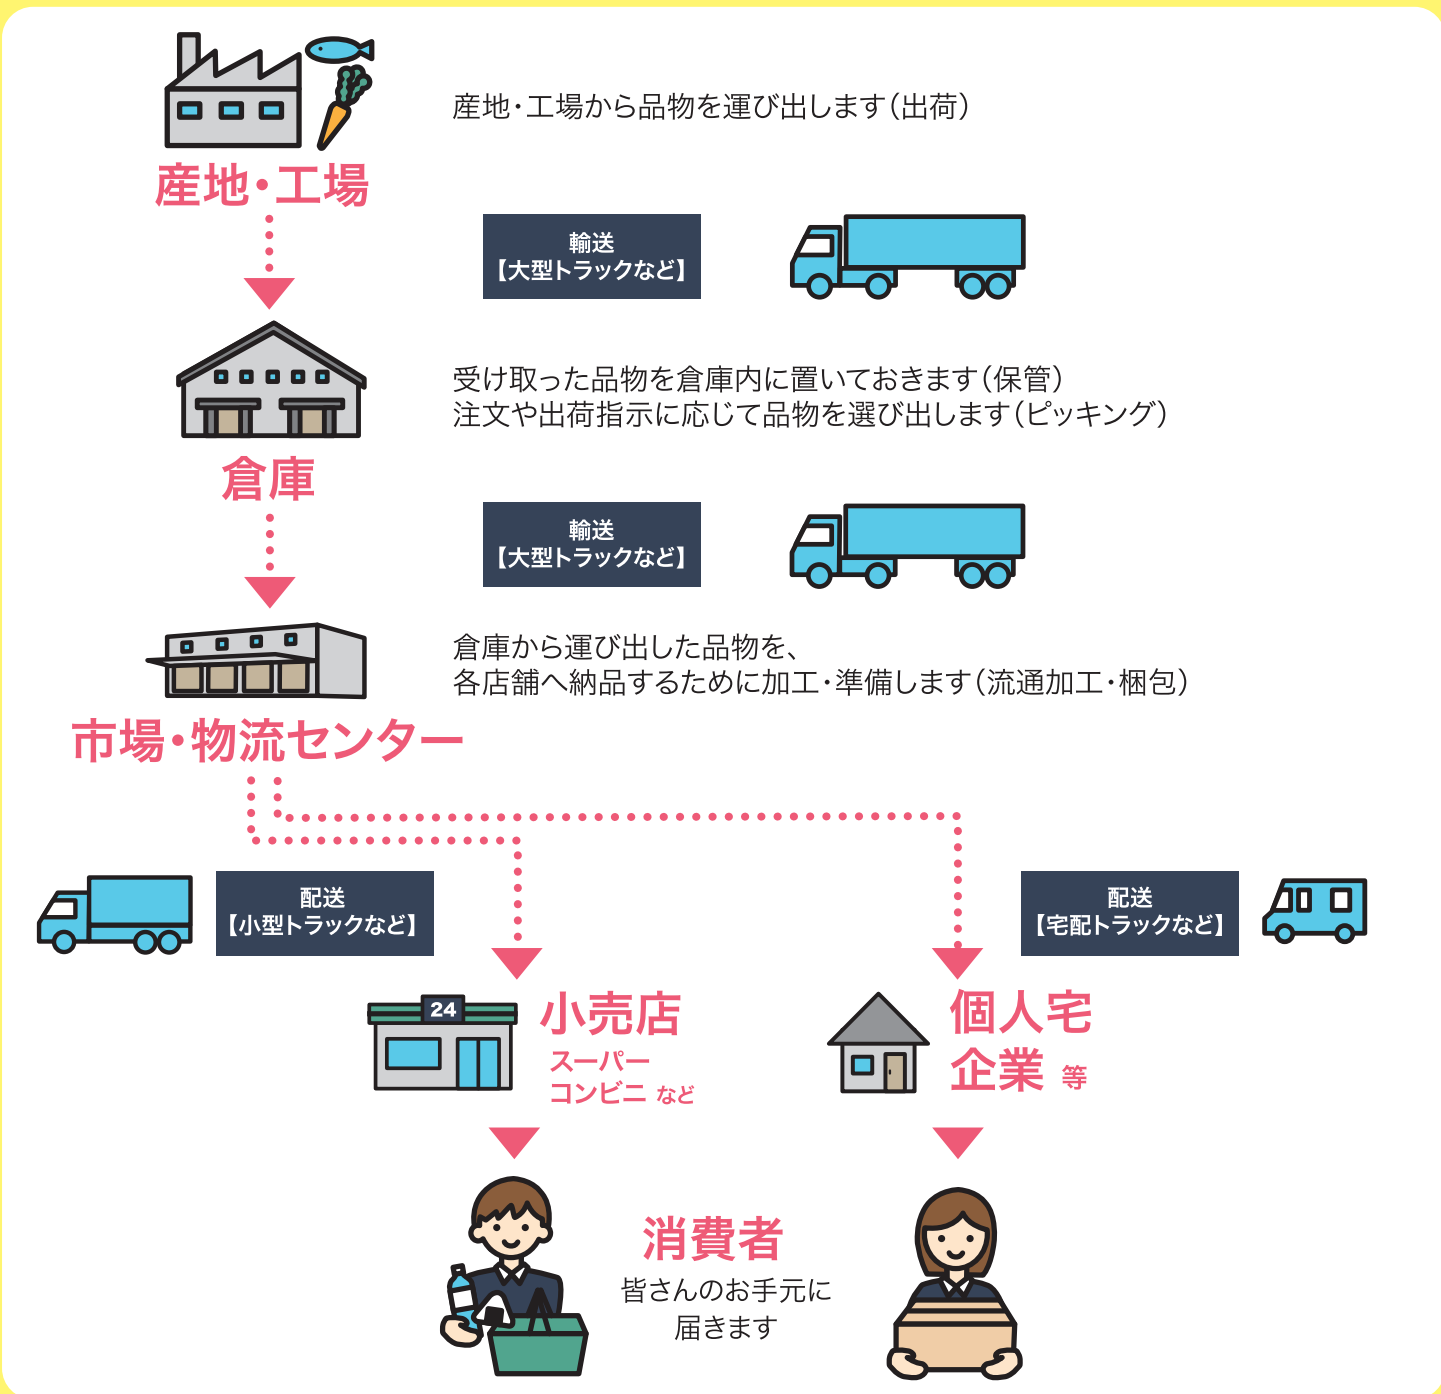 産地・工場から品物を運び出します(出荷)
産地・工場
輸送
【大型トラックなど】
受け取った品物を倉庫内に置いておきます(保管)
注文や出荷指示に応じて品物を選び出します(ピッキング)
倉庫
輸送
【大型トラックなど】
倉庫から運び出した品物を、
各店舗へ納品するために加工・準備します(流通加工・梱包)
市場・物流センター
配送
【小型トラックなど】
配送
【宅配トラックなど】
24
小売店
スーパー
コンビニ など
個人宅
企業 等
消費者
皆さんのお手元に
届きます